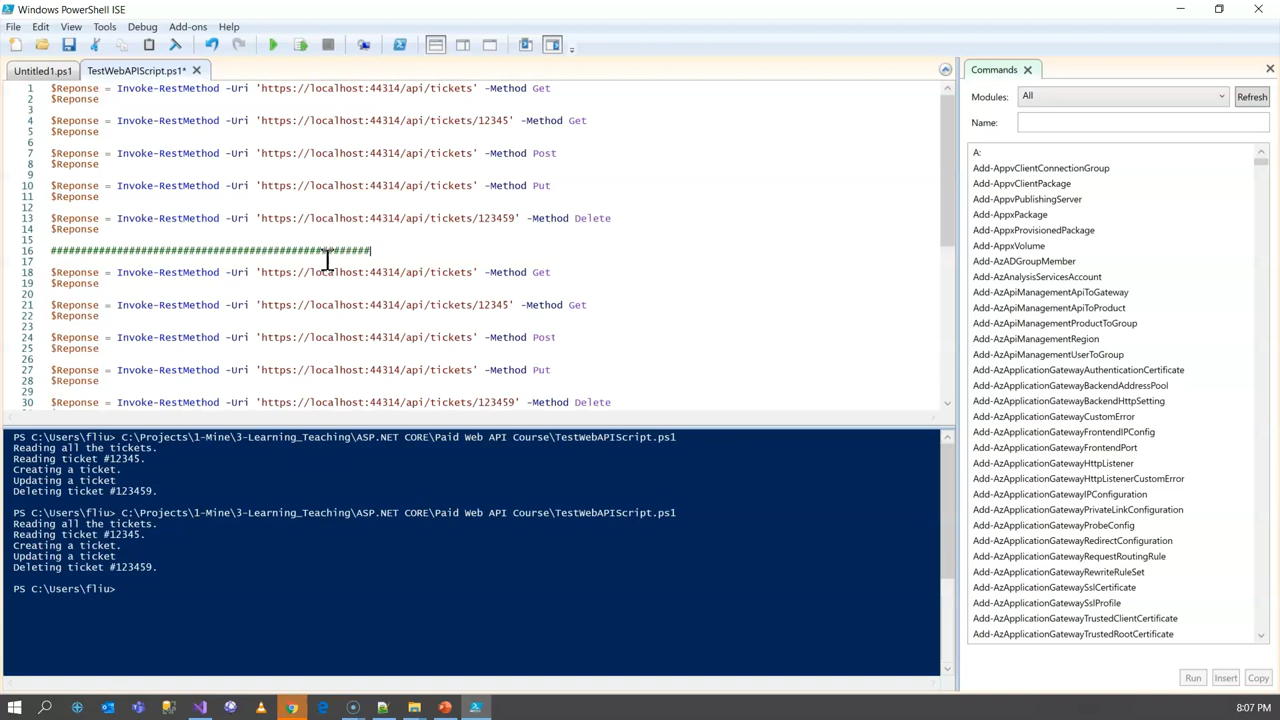 Windows PowerShell ISE
File Edit View Tools Debug Add-ons Help
Untitled1.ps1 TestWebAPIScript.ps1*
1 $Reponse = Invoke-RestMethod -Uri 'https://localhost:44314/api/tickets' -Method Get
2 $Reponse
3
4 $Reponse = Invoke-RestMethod -Uri 'https://localhost:44314/api/tickets/12345' -Method Get
5 $Reponse
6
7 $Reponse = Invoke-RestMethod -Uri 'https://localhost:44314/api/tickets' -Method Post
8 $Reponse
9
10 $Reponse = Invoke-RestMethod -Uri 'https://localhost:44314/api/tickets' -Method Put
11 $Reponse
12
13 $Reponse = Invoke-RestMethod -Uri 'https://localhost:44314/api/tickets/123459' -Method Delete
14 $Reponse
15
16 #####################################################
17
18 $Reponse = Invoke-RestMethod -Uri 'https://localhost:44314/api/tickets' -Method Get
19 $Reponse
20
21 $Reponse = Invoke-RestMethod -Uri 'https://localhost:44314/api/tickets/12345' -Method Get
22 $Reponse
23
24 $Reponse = Invoke-RestMethod -Uri 'https://localhost:44314/api/tickets' -Method Post
25 $Reponse
26
27 $Reponse = Invoke-RestMethod -Uri 'https://localhost:44314/api/tickets' -Method Put
28 $Reponse
29
30 $Reponse = Invoke-RestMethod -Uri 'https://localhost:44314/api/tickets/123459' -Method Delete
PS C:\Users\fliu> C:\Projects\1-Mine\3-Learning_Teaching\ASP.NET CORE\Paid Web API Course\TestWebAPIScript.ps1
Reading all the tickets.
Reading ticket #12345.
Creating a ticket.
Updating a ticket
Deleting ticket #123459.
PS C:\Users\fliu> C:\Projects\1-Mine\3-Learning_Teaching\ASP.NET CORE\Paid Web API Course\TestWebAPIScript.ps1
Reading all the tickets.
Reading ticket #12345.
Creating a ticket.
Updating a ticket
Deleting ticket #123459.
PS C:\Users\fliu>
Commands
Modules: All Refresh
Name:
A:
Add-AppvClientConnectionGroup
Add-AppvClientPackage
Add-AppvPublishingServer
Add-AppxPackage
Add-AppxProvisionedPackage
Add-AppxVolume
Add-AzADGroupMember
Add-AzAnalysisServicesAccount
Add-AzApiManagementApiToGateway
Add-AzApiManagementApiToProduct
Add-AzApiManagementProductToGroup
Add-AzApiManagementRegion
Add-AzApiManagementUserToGroup
Add-AzApplicationGatewayAuthenticationCertificate
Add-AzApplicationGatewayBackendAddressPool
Add-AzApplicationGatewayBackendHttpSetting
Add-AzApplicationGatewayCustomError
Add-AzApplicationGatewayFrontendIPConfig
Add-AzApplicationGatewayFrontendPort
Add-AzApplicationGatewayHttpListener
Add-AzApplicationGatewayHttpListenerCustomError
Add-AzApplicationGatewayIPConfiguration
Add-AzApplicationGatewayPrivateLinkConfiguration
Add-AzApplicationGatewayProbeConfig
Add-AzApplicationGatewayRedirectConfiguration
Add-AzApplicationGatewayRequestRoutingRule
Add-AzApplicationGatewayRewriteRuleSet
Add-AzApplicationGatewaySslCertificate
Add-AzApplicationGatewaySslProfile
Add-AzApplicationGatewayTrustedClientCertificate
Add-AzApplicationGatewayTrustedRootCertificate
Run Insert Copy
8:07 PM